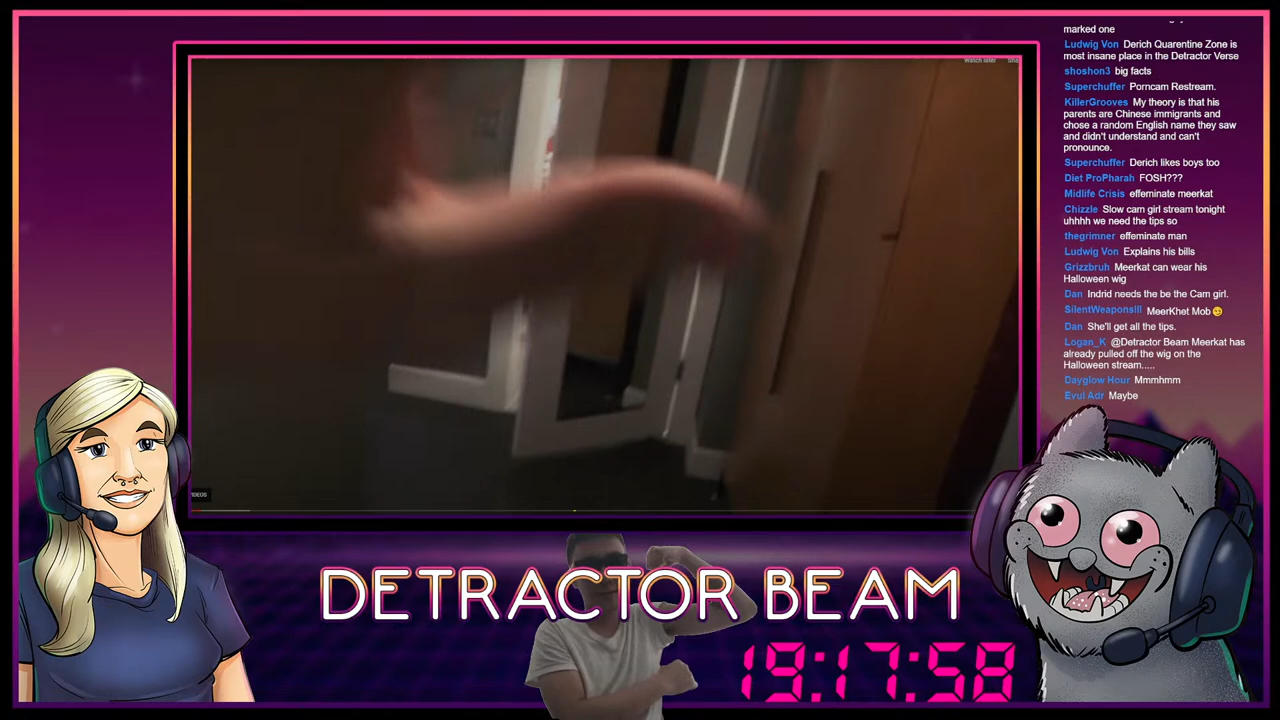 marked one
Watch later
Ludwig Von Derich Quarentine Zone is
most insane place in the Detractor Verse
shoshon3 big facts
Superchuffer Porncam Restream.
KillerGrooves My theory is that his
parents are Chinese immigrants and
chose a random English name they saw
and didn't understand and can't
pronounce.
Superchuffer Derich likes boys too
Diet ProPharah FOSH???
Midlife Crisis effeminate meerkat
Chizzle Slow cam girl stream tonight
uhhhh we need the tips so
thegrimner effeminate man
Ludwig Von Explains his bills
Grizzbruh Meerkat can wear his
Halloween wig
Dan Indrid needs the be the Cam girl.
SilentWeaponsIII MeerKhet Mob😏
Dan She'll get all the tips.
Logan_K @Detractor Beam Meerkat has
already pulled off the wig on the
Halloween stream.....
Dayglow Hour Mmmhmm
Evul Adr Maybe
DETRACTOR BEAM
19:17:58